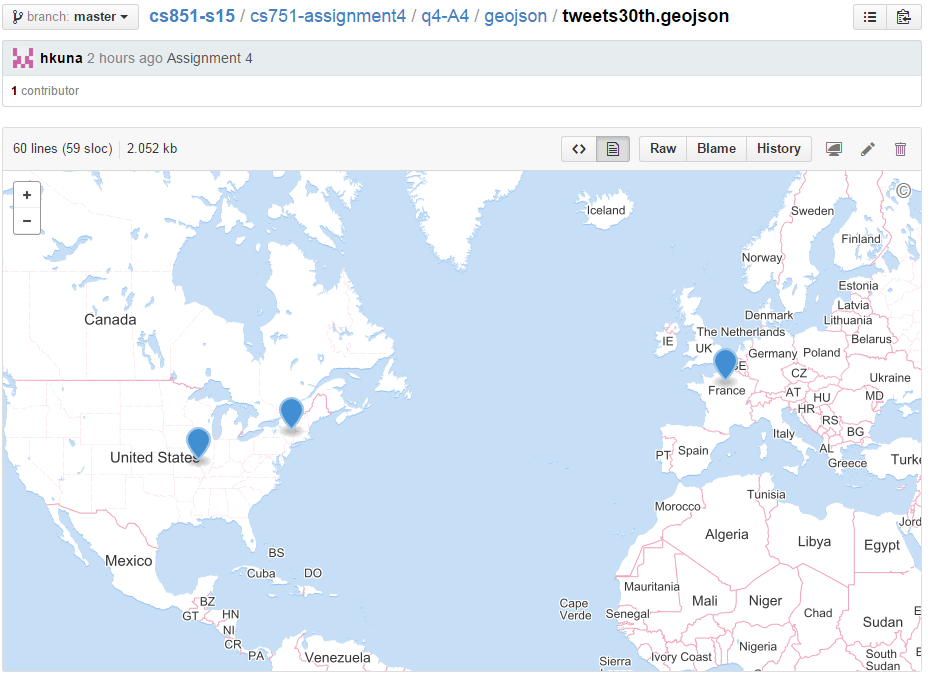 branch: master cs851-s15 / cs751-assignment4 / q4-A4 / geojson / tweets30th.geojson
hkuna 2 hours ago Assignment 4
1 contributor
60 lines (59 sloc) 2.052 kb <> Raw Blame History
+
−
©
Iceland
Sweden
Finland
Norway
Estonia
Latvia
Lithuania
Denmark
The Netherlands
Belarus
Canada
IE
UK
BE
Germany
Poland
CZ
Ukraine
France
AT
HU
MD
HR
RS
BG
Italy
AL
Greece
Turke
United States
PT
Spain
Tunisia
Morocco
Algeria
Libya
Egypt
Jord
Mexico
BS
Cuba
DO
BZ
GT
HN
NI
CR
PA
Venezuela
Cape
Verde
Mauritania
Senegal
Mali
Niger
Chad
Sudan
E
Nigeria
South
Sudan
E
Ivory Coast
Sierra